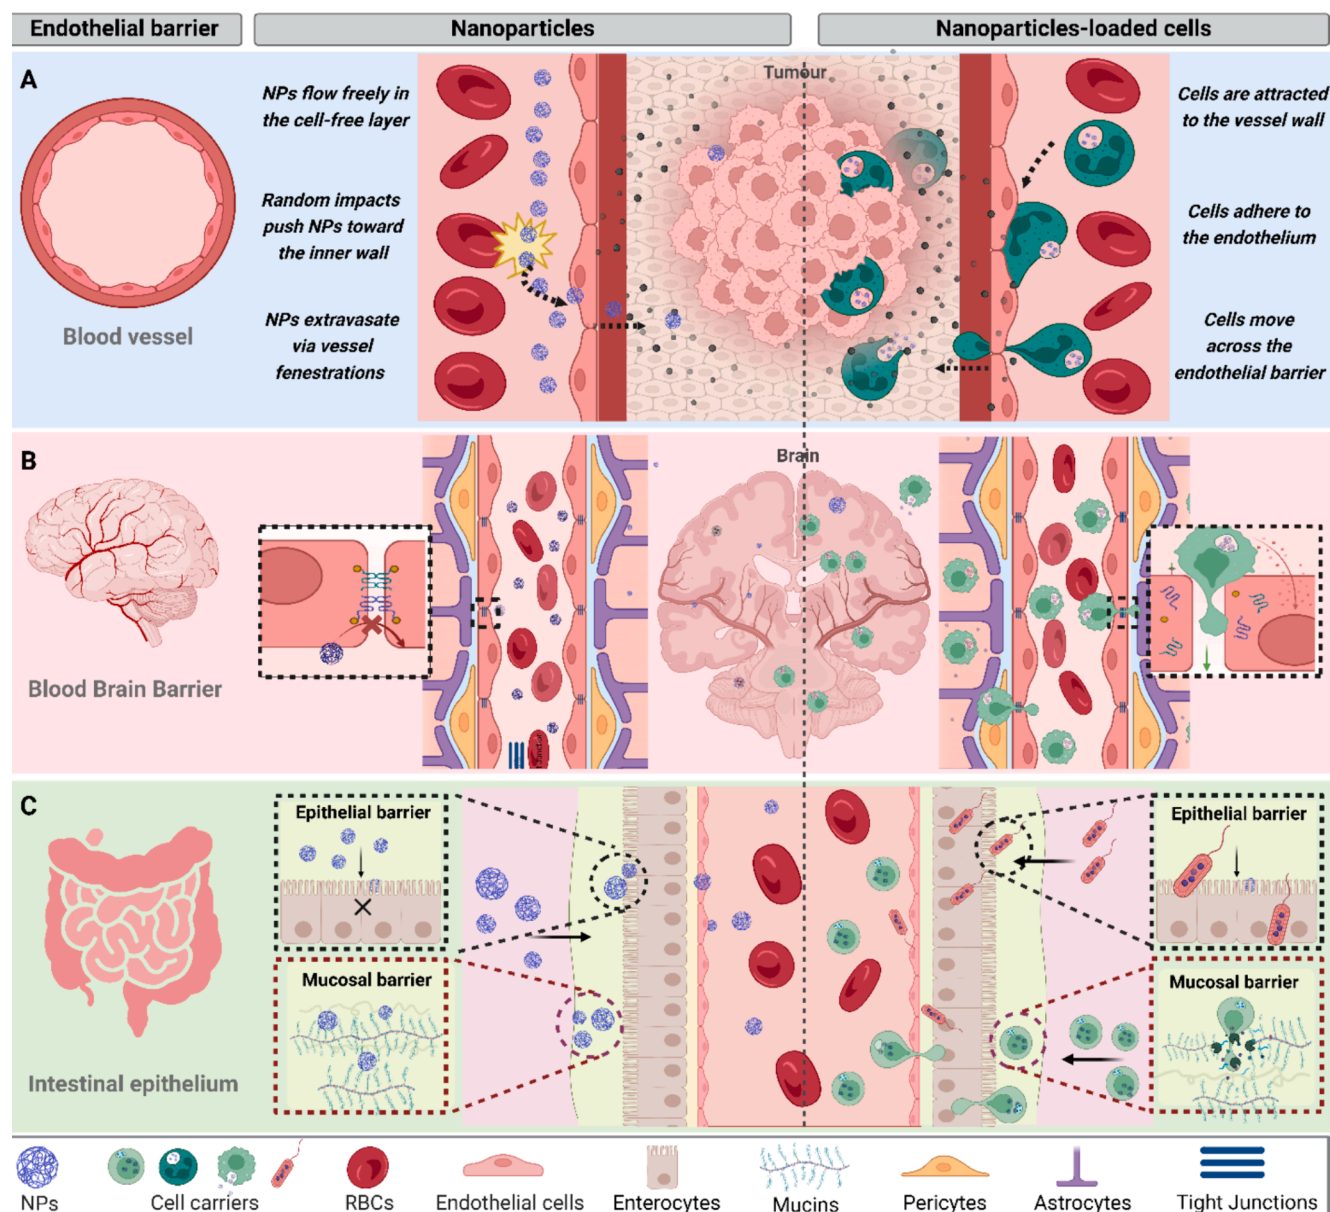 Endothelial barrier
Nanoparticles
Nanoparticles-loaded cells
A
Blood vessel
NPs flow freely in
the cell-free layer
Random impacts
push NPs toward
the inner wall
NPs extravasate
via vessel
fenestrations
Tumour
Cells are attracted
to the vessel wall
Cells adhere to
the endothelium
Cells move
across the
endothelial barrier
B
Blood Brain Barrier
Brain
C
Intestinal epithelium
Epithelial barrier
Mucosal barrier
Epithelial barrier
Mucosal barrier
NPs
Cell carriers
RBCs
Endothelial cells
Enterocytes
Mucins
Pericytes
Astrocytes
Tight Junctions